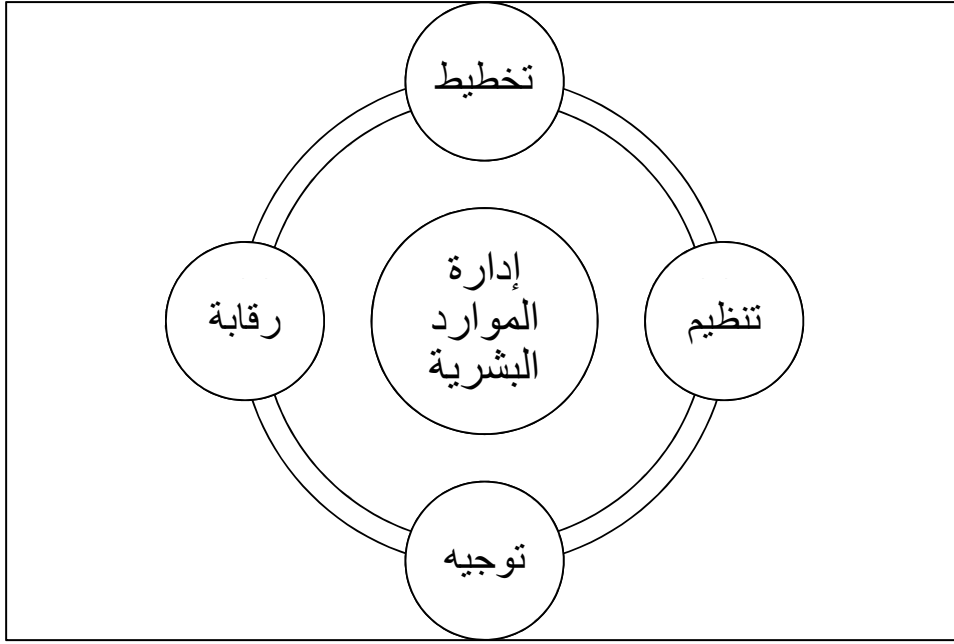 تخطيط
إدارة
الموارد
البشرية
تنظيم
رقابة
توجيه